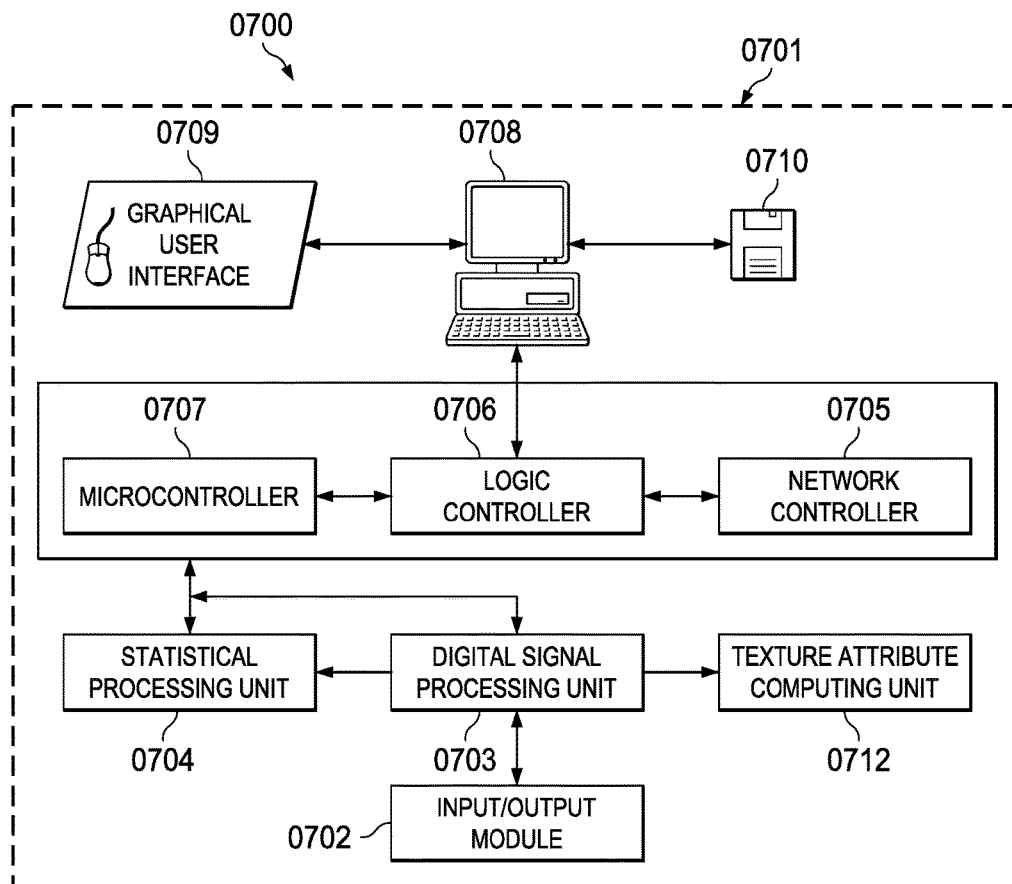 0700
0701
0709
0708
0710
GRAPHICAL
USER
INTERFACE
0707
0706
0705
MICROCONTROLLER
LOGIC
CONTROLLER
NETWORK
CONTROLLER
STATISTICAL
PROCESSING UNIT
DIGITAL SIGNAL
PROCESSING UNIT
TEXTURE ATTRIBUTE
COMPUTING UNIT
0704
0703
0712
0702
INPUT/OUTPUT
MODULE